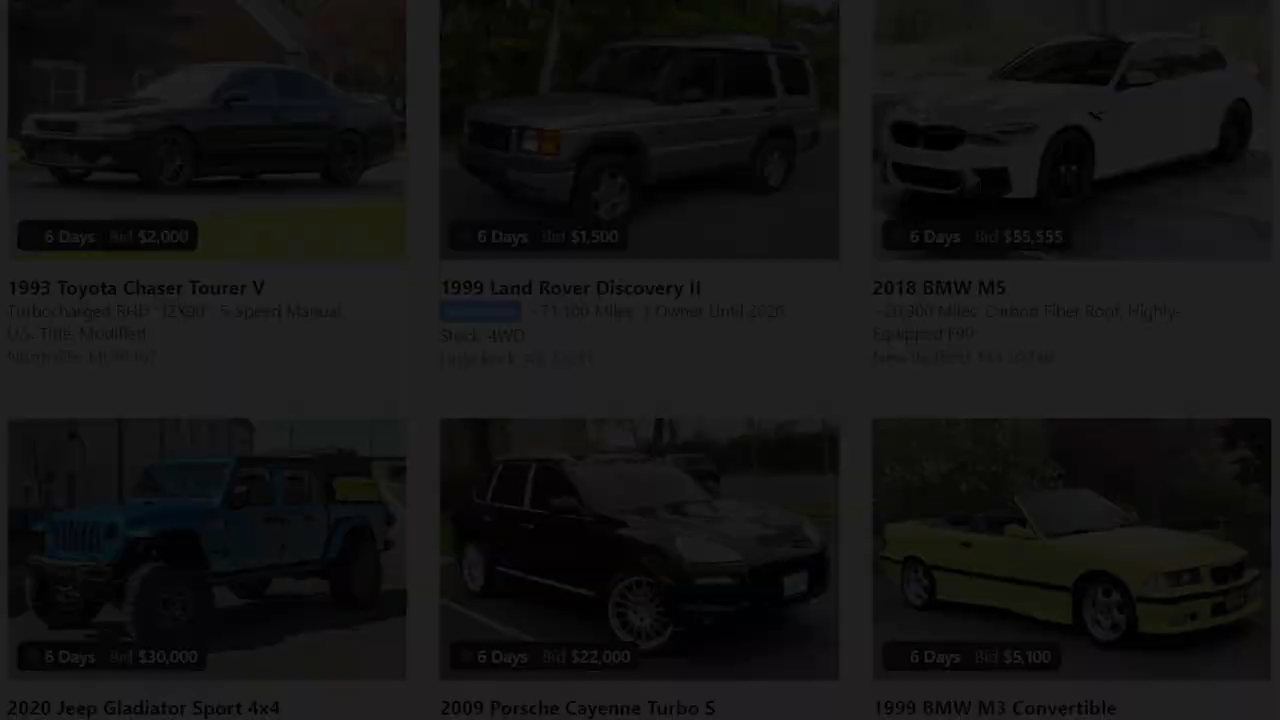 6 Days Bid $2,000
6 Days Bid $1,500
6 Days Bid $55,555
1993 Toyota Chaser Tourer V
1999 Land Rover Discovery II
2018 BMW M5
Turbocharged RHD 5-Speed Manual,
~71,100 Miles, 1 Owner Until 2020,
~20,300 Miles, Carbon Fiber Roof, Highly-
U.S. Title, Modified
Stock, 4WD
Equipped F90
6 Days Bid $30,000
6 Days Bid $22,000
6 Days Bid $5,100
2020 Jeep Gladiator Sport 4x4
2009 Porsche Cayenne Turbo S
1999 BMW M3 Convertible